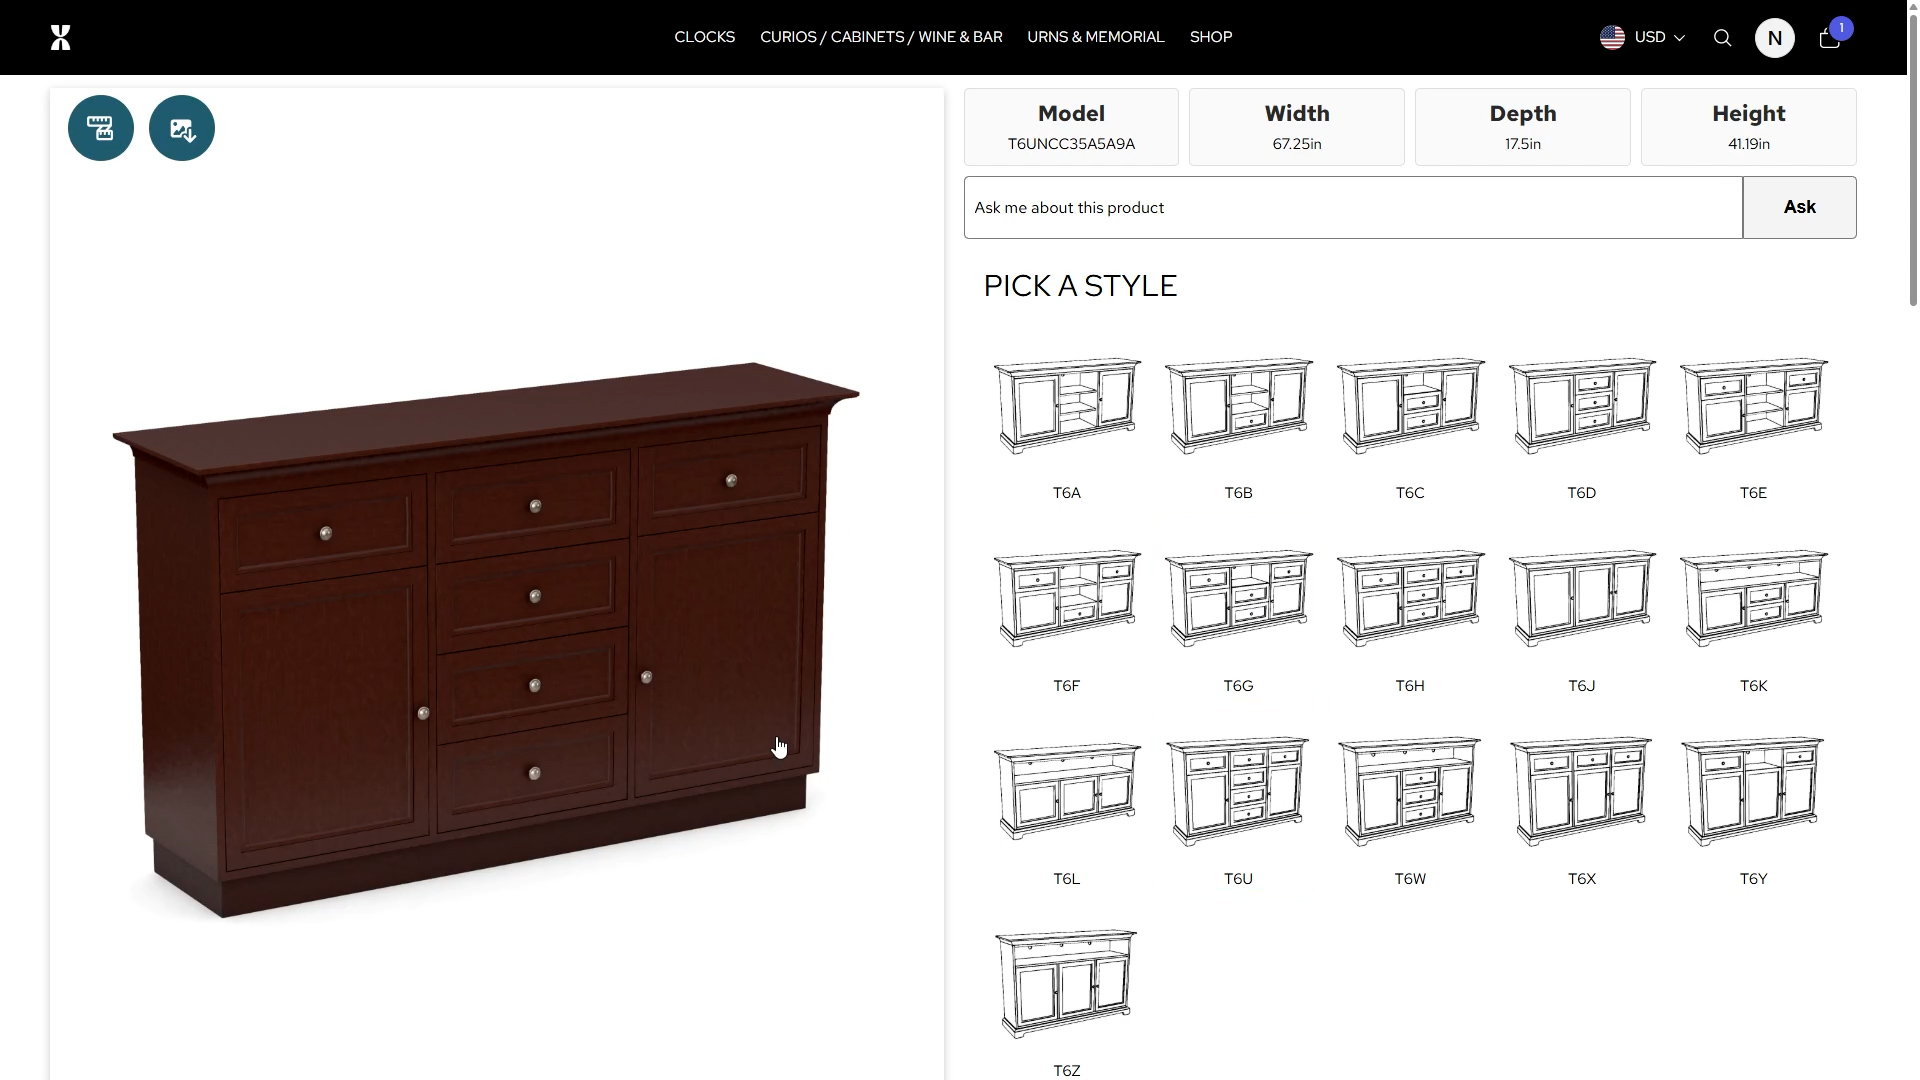 CLOCKS CURIOS / CABINETS / WINE & BAR URNS & MEMORIAL SHOP USD N 1
Model Width Depth Height
T6UNCC35A5A9A 67.25in 17.5in 41.19in
Ask me about this product Ask
PICK A STYLE
T6A T6B T6C T6D T6E
T6F T6G T6H T6J T6K
T6L T6U T6W T6X T6Y
T6Z